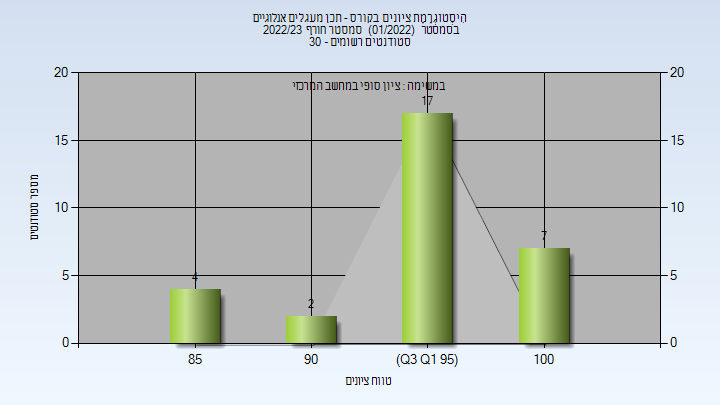 הִיסְטוֹגְרָמַת ציונים בקורס - תכן מעגלים אנלוגיים
בסמסטר (01/2022) סמסטר חורף 2022/23
סטודנטים רשומים - 30
במשימה : ציון סופי במחשב המרכזי
20 20
15 15
10 10
5 5
0 0
4
2
17
7
מספר סטודנטים
85 90 (Q3 Q1 95) 100
טווח ציונים